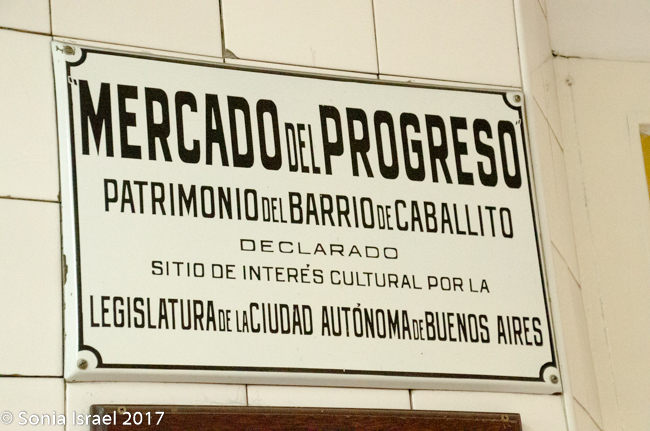 "MERCADO DEL PROGRESO"
PATRIMONIO DEL BARRIO DE CABALLITO
DECLARADO
SITIO DE INTERÉS CULTURAL POR LA
LEGISLATURA DE LA CIUDAD AUTÓNOMA DE BUENOS AIRES
© Sonia Israel 2017